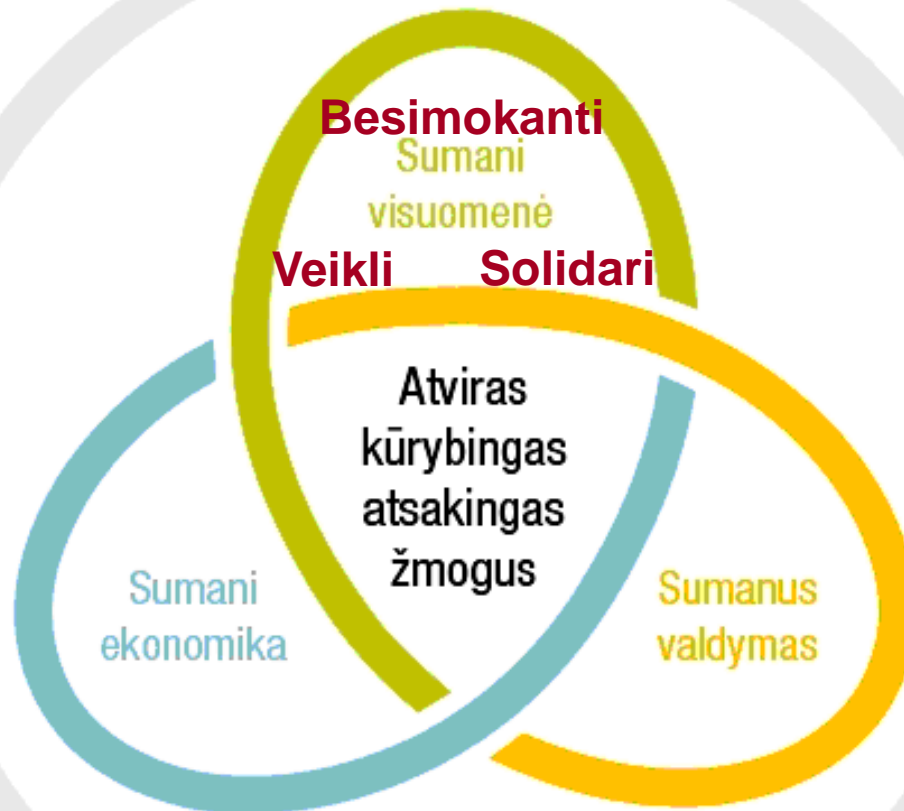 Besimokanti
Sumani
visuomenė
Veikli Solidari
Atviras
kūrybingas
atsakingas
žmogus
Sumani
ekonomika
Sumanus
valdymas